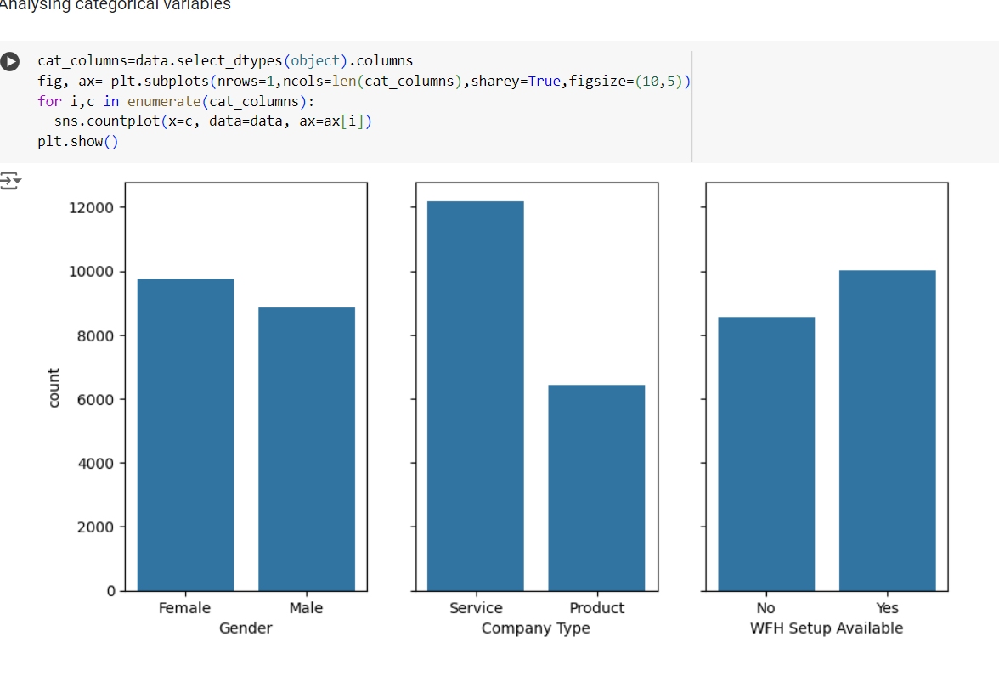 Analysing categorical variables
cat_columns=data.select_dtypes(object).columns
fig, ax= plt.subplots(nrows=1,ncols=len(cat_columns),sharey=True,figsize=(10,5))
for i,c in enumerate(cat_columns):
  sns.countplot(x=c, data=data, ax=ax[i])
plt.show()
12000
10000
8000
6000
4000
2000
0
count
Female Male
Gender
Service Product
Company Type
No Yes
WFH Setup Available